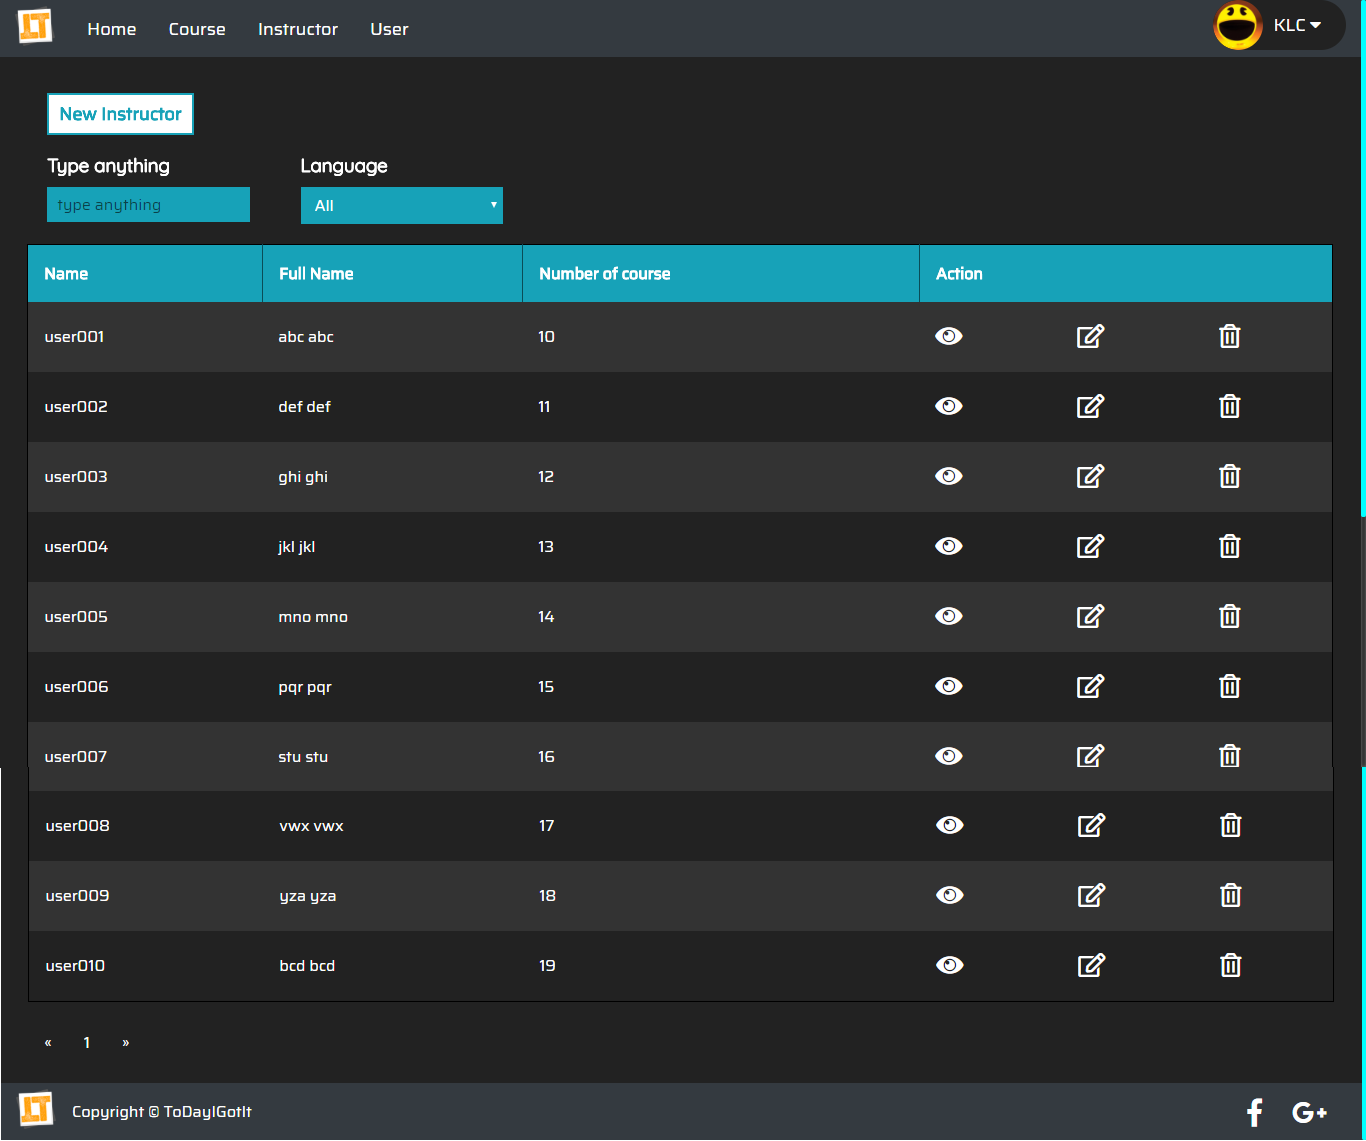 LT Home Course Instructor User KLC
New Instructor
Type anything Language
type anything All
Name Full Name Number of course Action
user001 abc abc 10
user002 def def 11
user003 ghi ghi 12
user004 jkl jkl 13
user005 mno mno 14
user006 pqr pqr 15
user007 stu stu 16
user008 vwx vwx 17
user009 yza yza 18
user010 bcd bcd 19
« 1 »
LT Copyright © ToDayIGotIt f G+